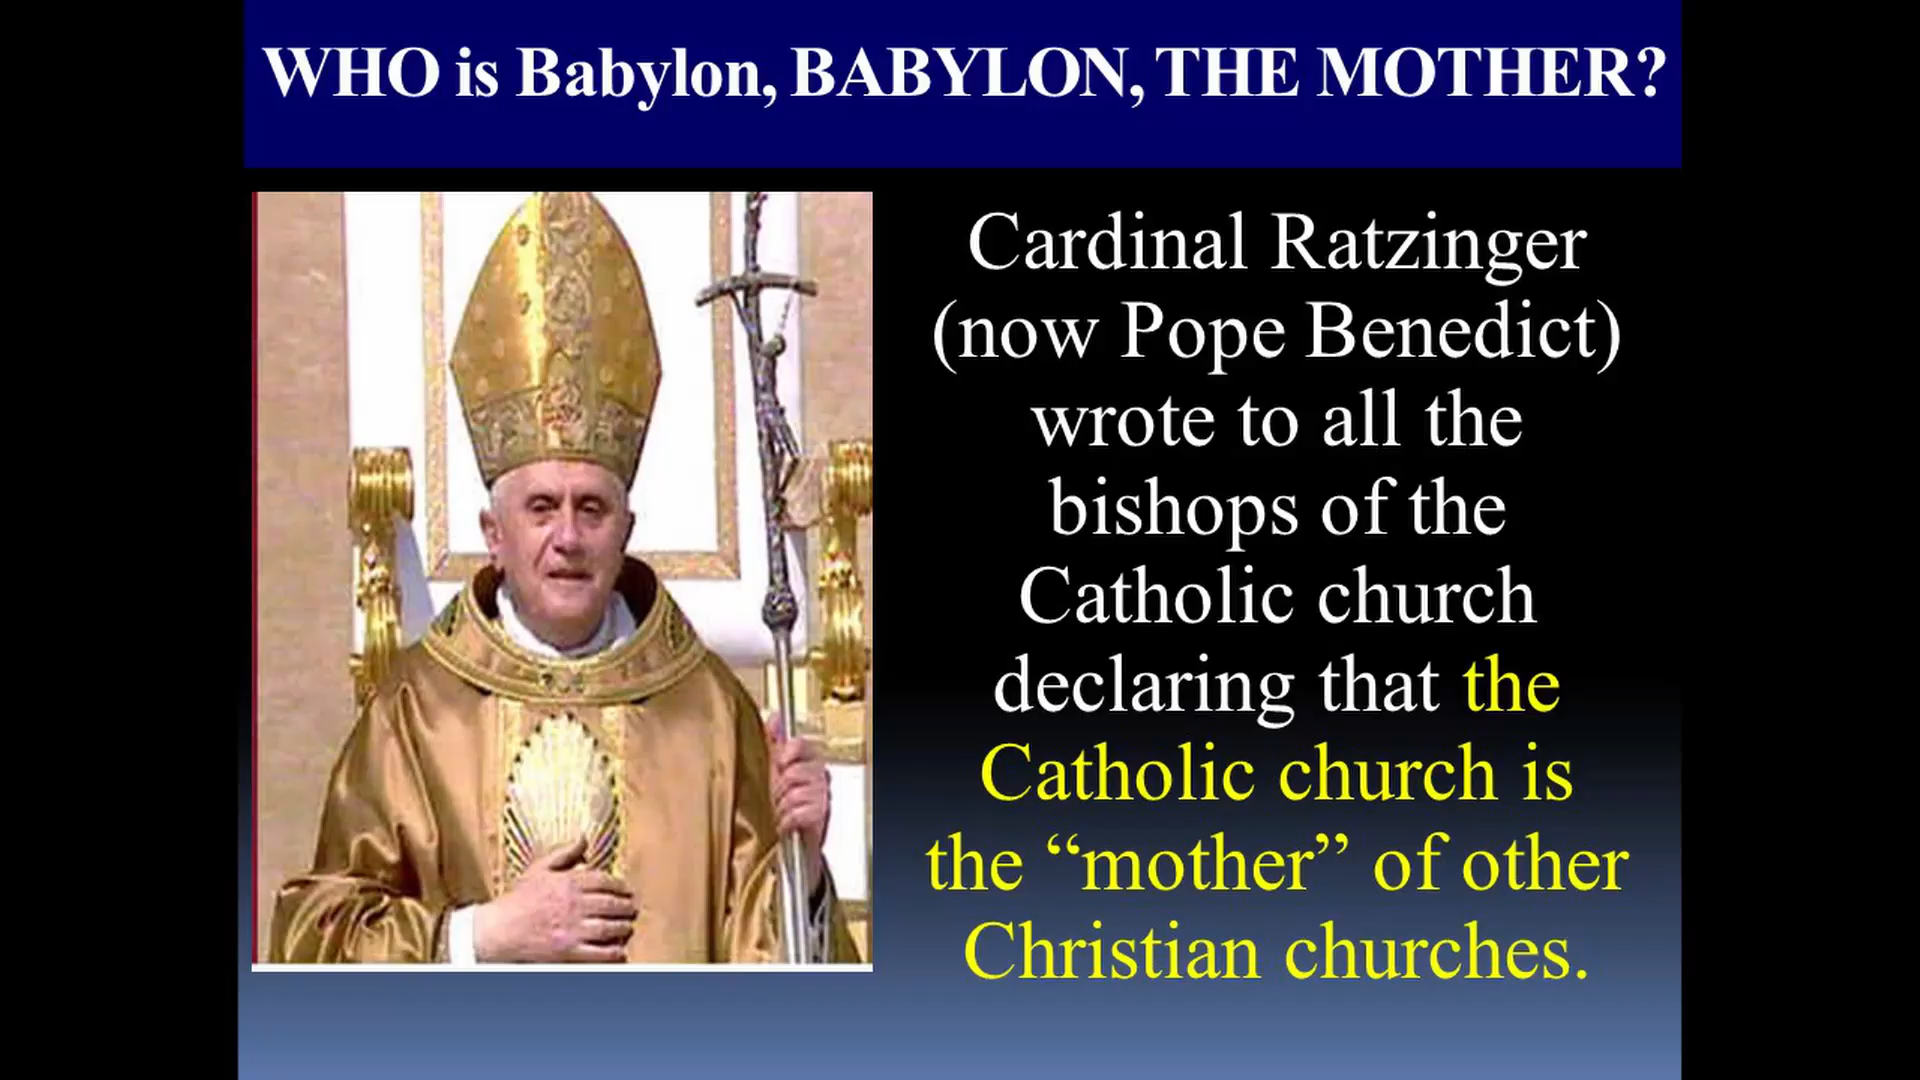 WHO is Babylon, BABYLON, THE MOTHER?
Cardinal Ratzinger
(now Pope Benedict)
wrote to all the
bishops of the
Catholic church
declaring that the
Catholic church is
the “mother” of other
Christian churches.